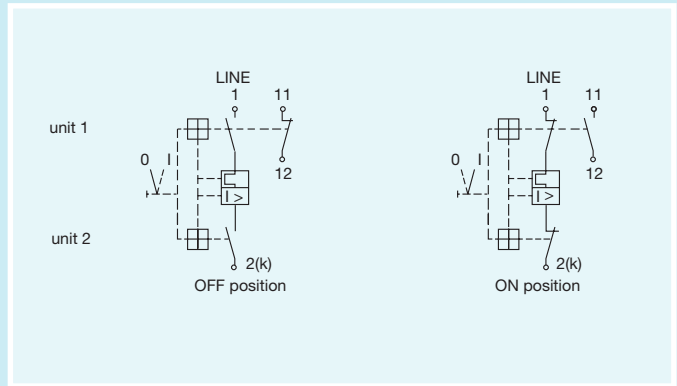 LINE
1 11
unit 1
0 I
12
I >
unit 2
2(k)
OFF position
LINE
1 11
0 I
12
I >
2(k)
ON position